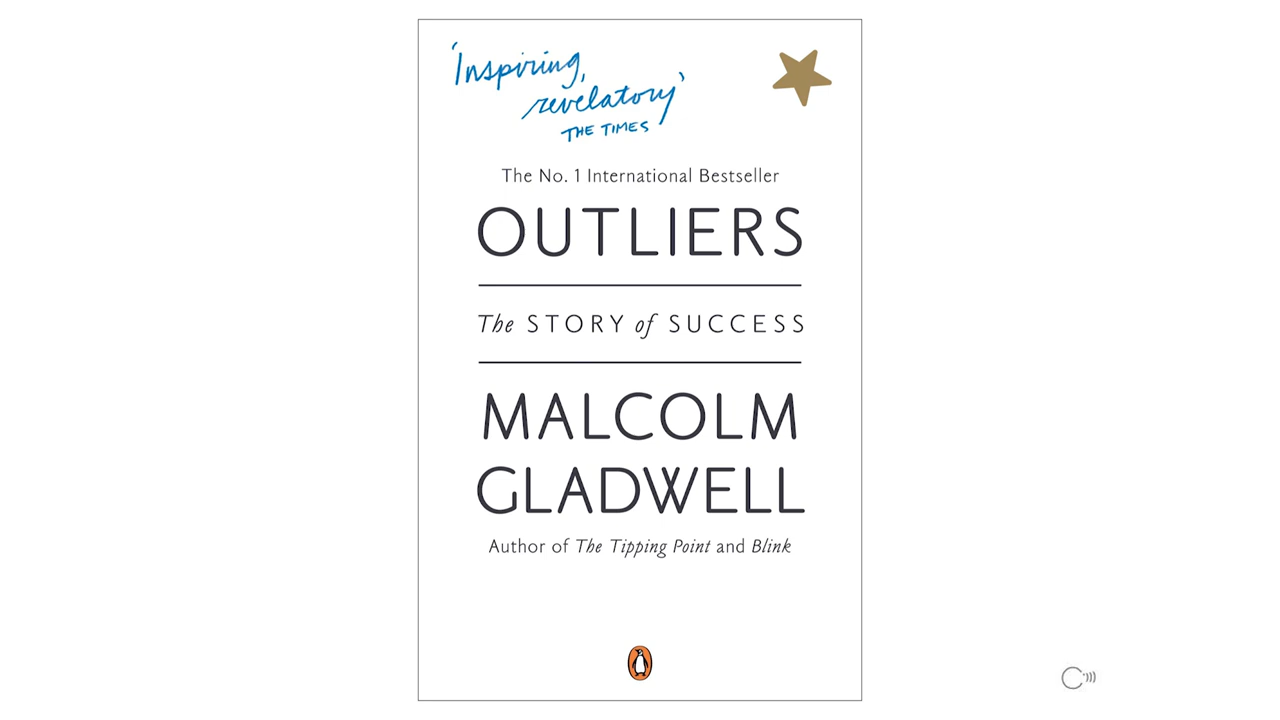 'Inspiring,
revelatory'
THE TIMES
The No. 1 International Bestseller
OUTLIERS
The STORY of SUCCESS
MALCOLM
GLADWELL
Author of The Tipping Point and Blink